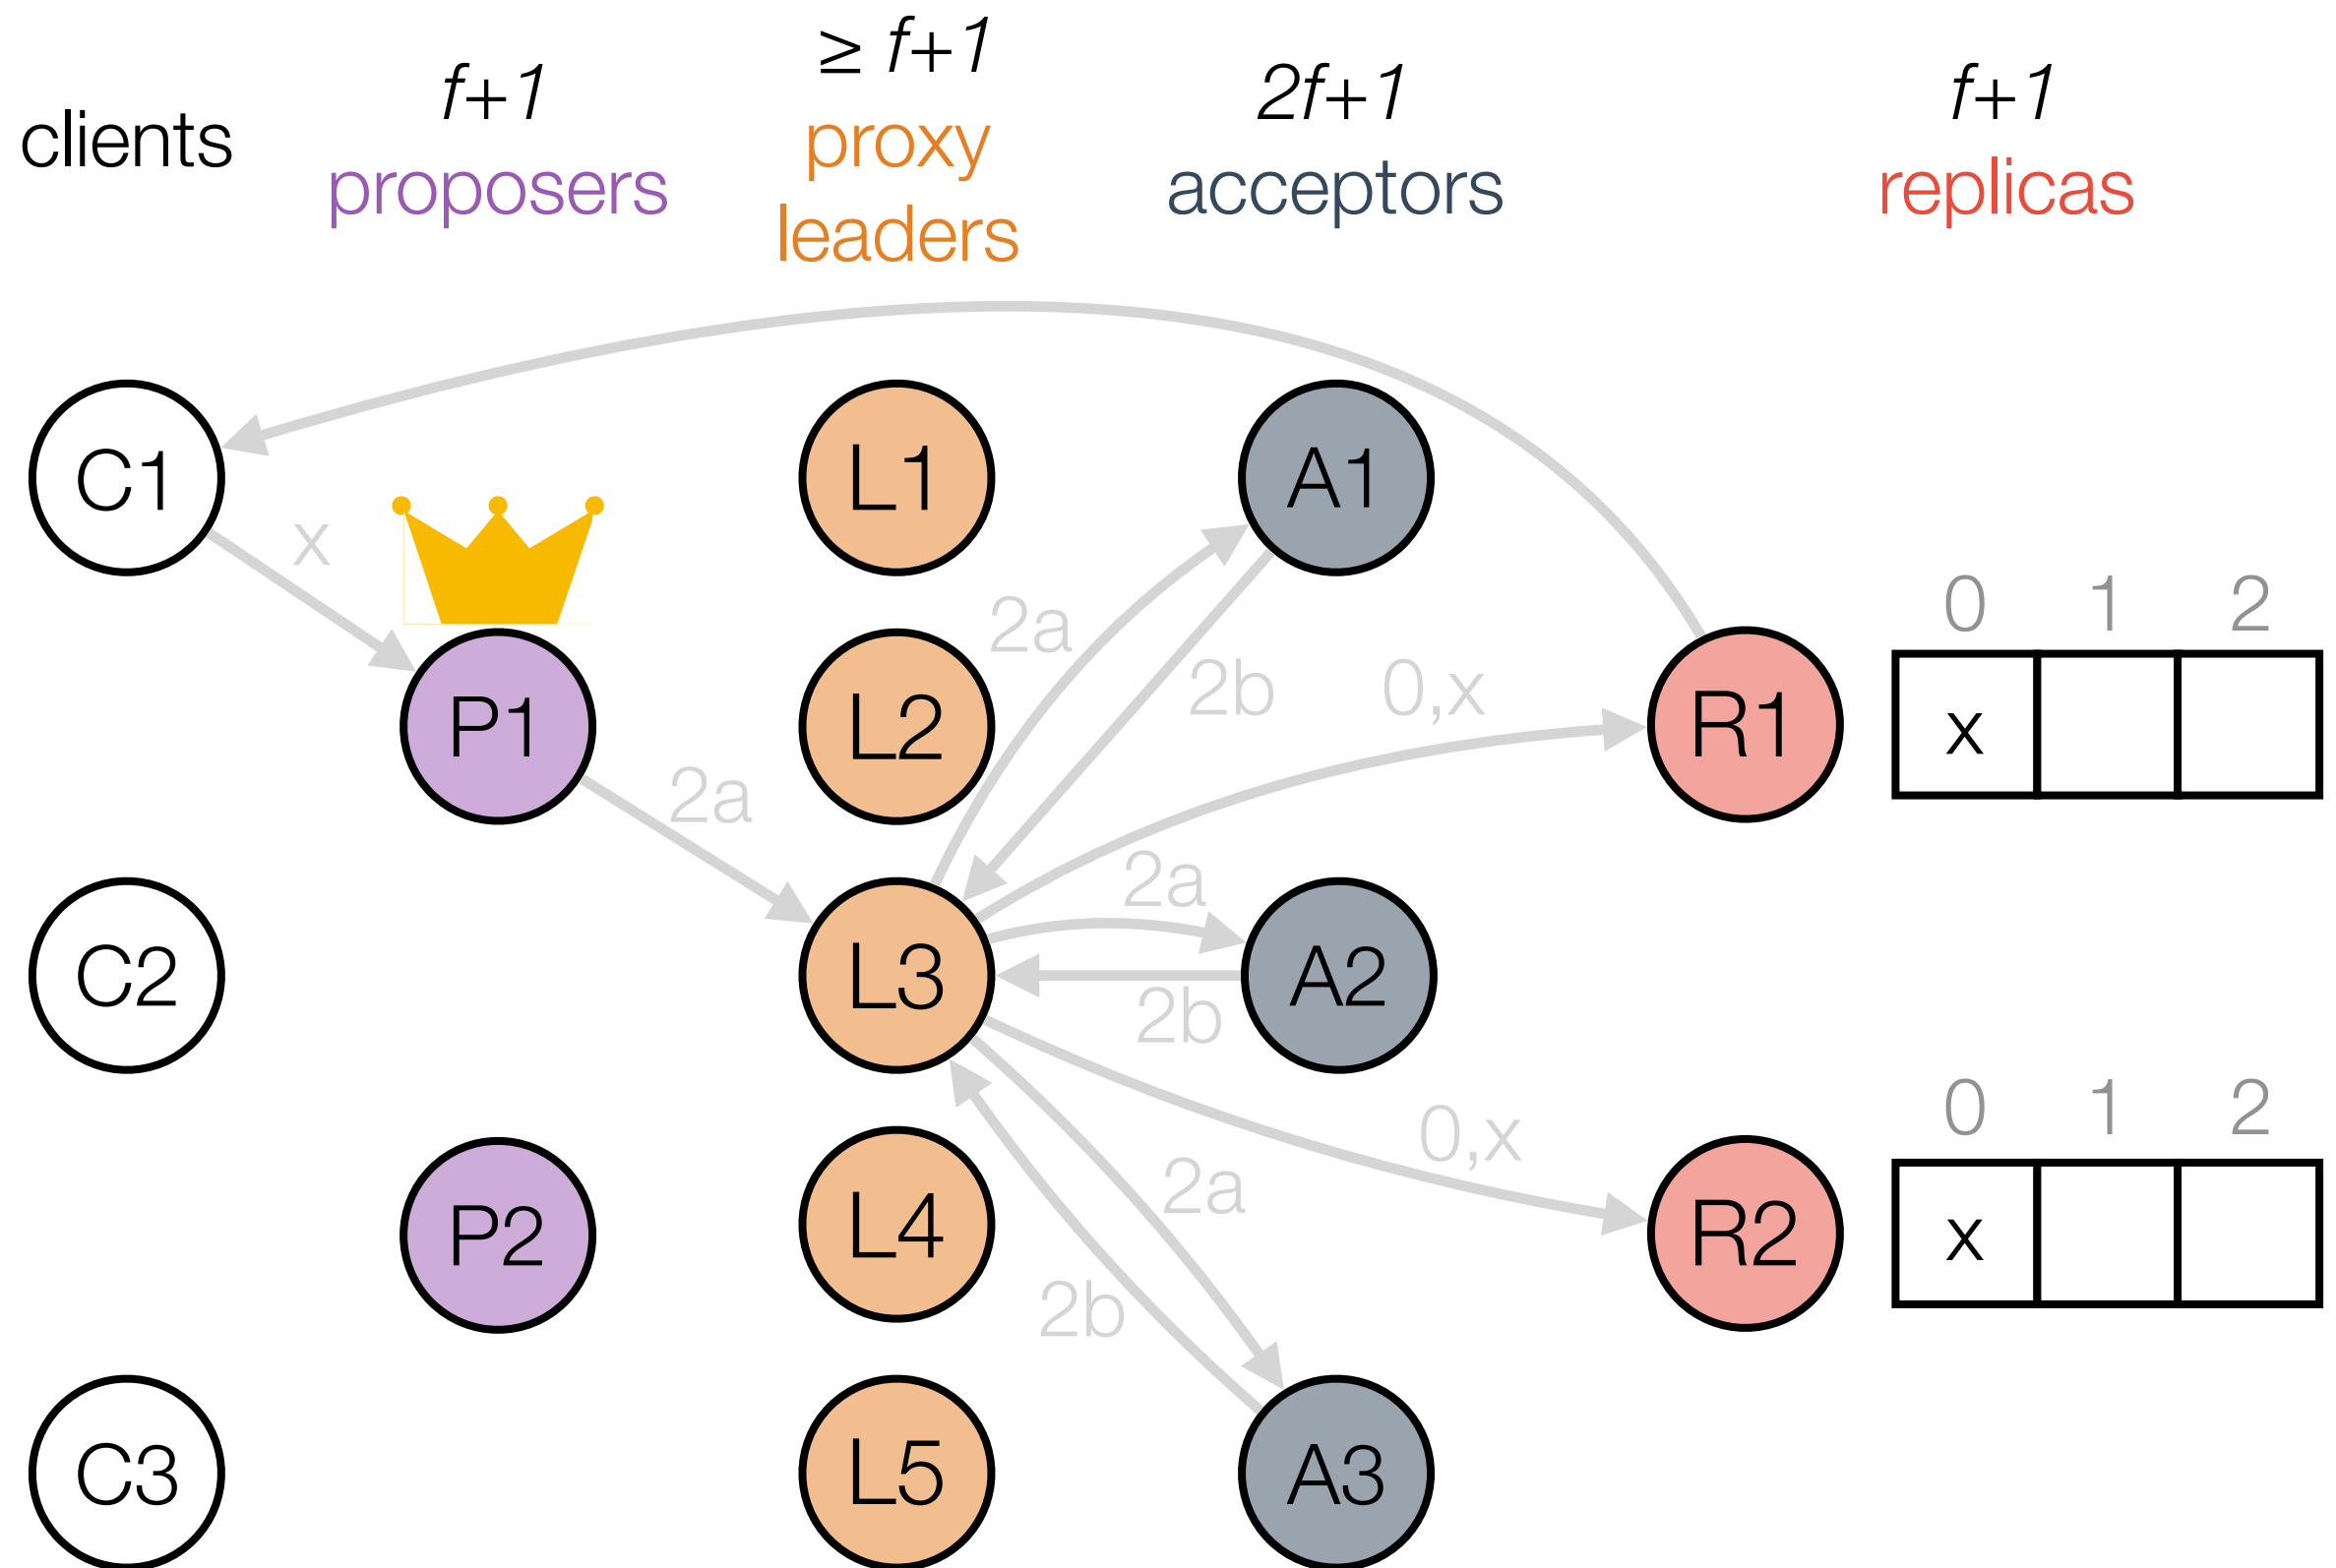 clients
f+1
proposers
≥ f+1
proxy
leaders
2f+1
acceptors
f+1
replicas
C1
x
L1
A1
2a
2b
0,x
P1
2a
L2
R1
0 1 2
x
C2
L3
2a
2b
A2
P2
L4
2a
2b
0,x
R2
0 1 2
x
C3
L5
A3